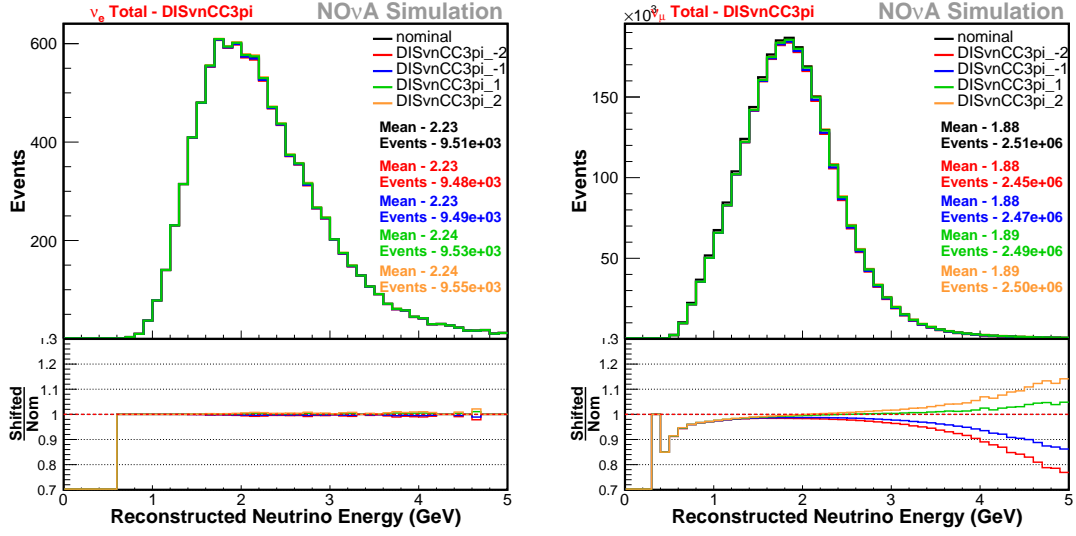 νe Total - DISvnCC3pi
NOνA Simulation
nominal
DISvnCC3pi_-2
DISvnCC3pi_-1
DISvnCC3pi_1
DISvnCC3pi_2
Mean - 2.23
Events - 9.51e+03
Mean - 2.23
Events - 9.48e+03
Mean - 2.23
Events - 9.49e+03
Mean - 2.24
Events - 9.53e+03
Mean - 2.24
Events - 9.55e+03
Events
600
400
200
1.3
1.2
1.1
1
0.9
0.8
0.7
Shifted
Nom
0 1 2 3 4 5
Reconstructed Neutrino Energy (GeV)
×10³
νμ Total - DISvnCC3pi
NOνA Simulation
nominal
DISvnCC3pi_-2
DISvnCC3pi_-1
DISvnCC3pi_1
DISvnCC3pi_2
Mean - 1.88
Events - 2.51e+06
Mean - 1.88
Events - 2.45e+06
Mean - 1.88
Events - 2.47e+06
Mean - 1.89
Events - 2.49e+06
Mean - 1.89
Events - 2.50e+06
Events
150
100
50
1.3
1.2
1.1
1
0.9
0.8
0.7
Shifted
Nom
0 1 2 3 4 5
Reconstructed Neutrino Energy (GeV)